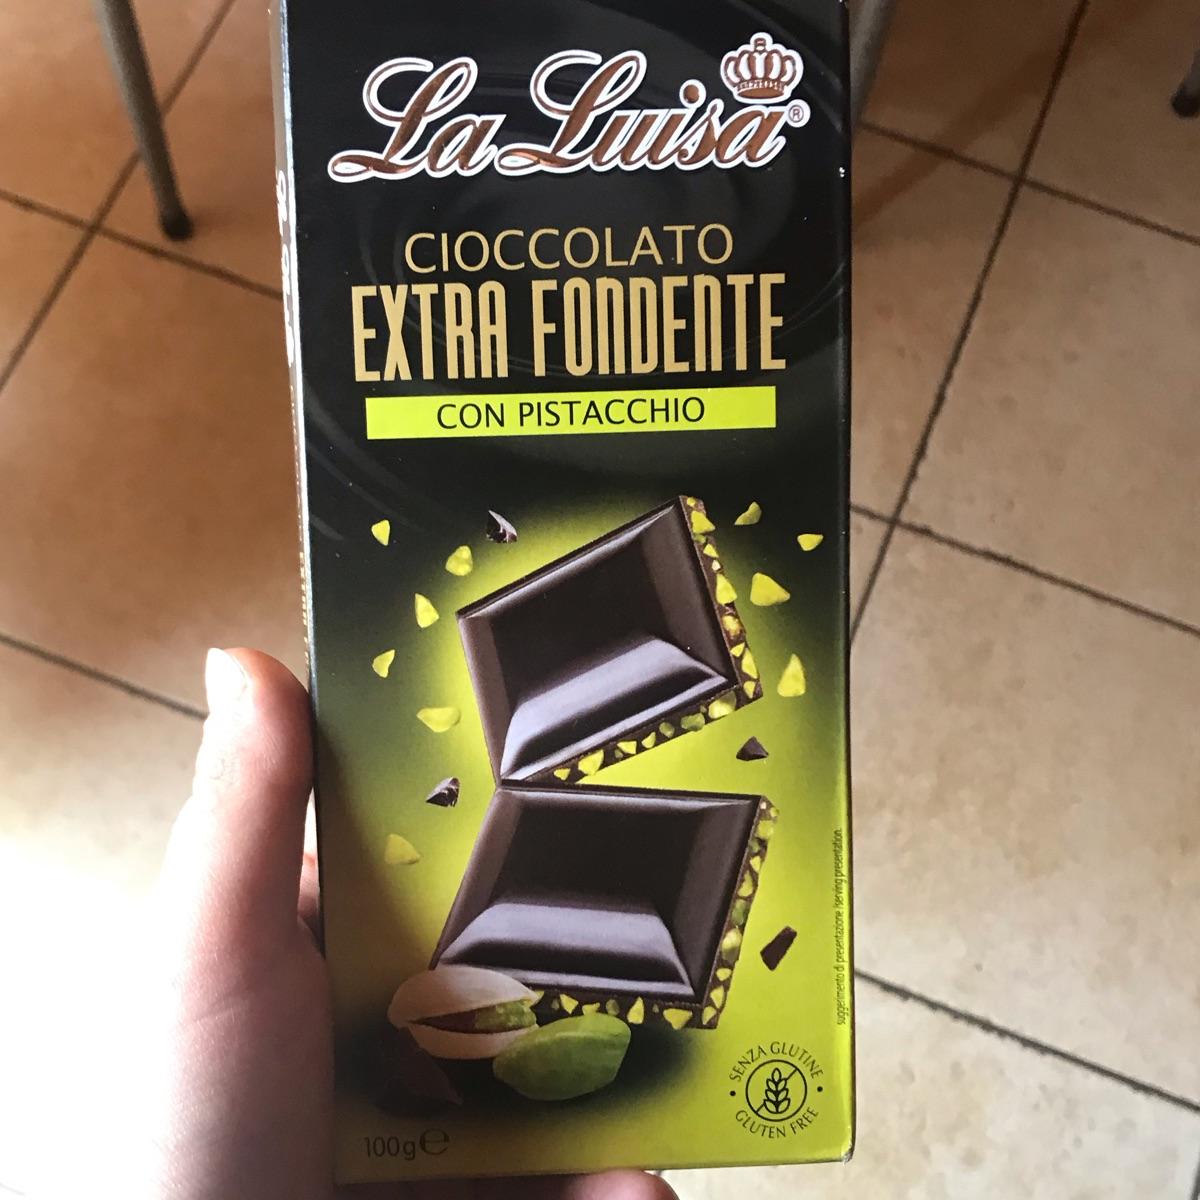 La Luisa®
CIOCCOLATO
EXTRA FONDENTE
CON PISTACCHIO
suggerimento di presentazione /serving presentation.
SENZA GLUTINE
GLUTEN FREE
100g℮